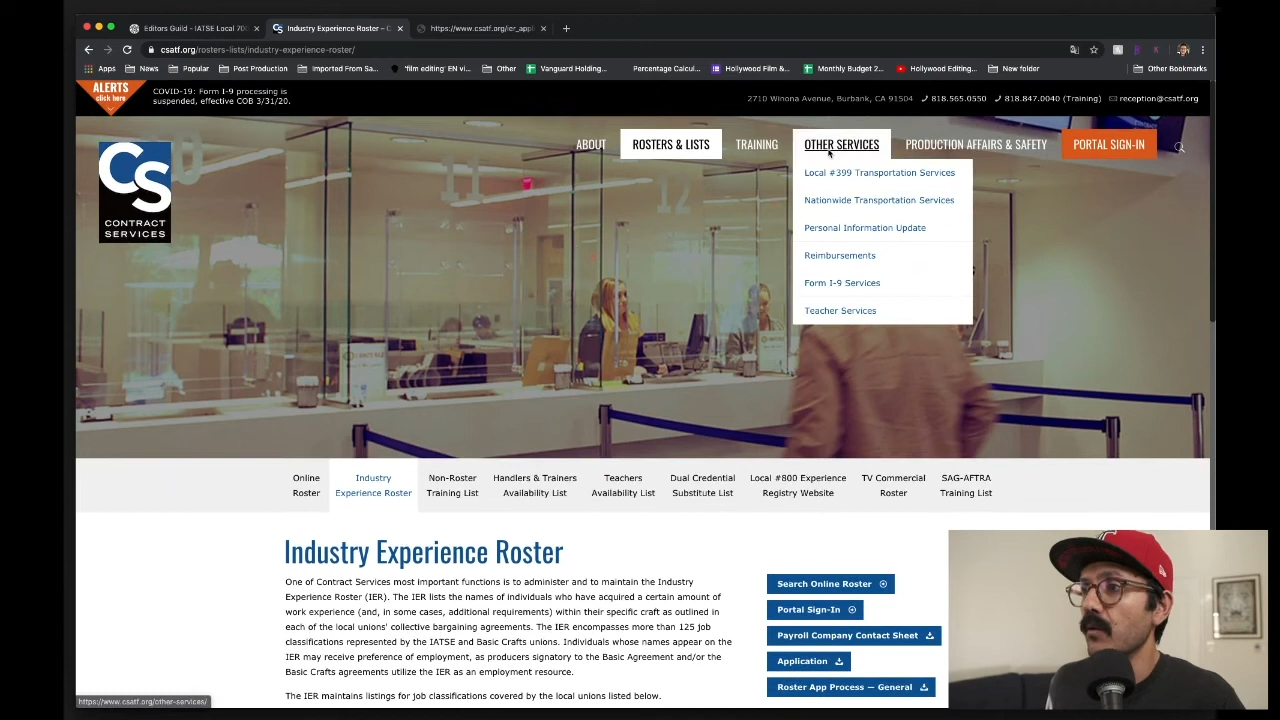 Editors Guild - IATSE Local 700
Industry Experience Roster – C
https://www.csatf.org/ier_appl
csatf.org/rosters-lists/industry-experience-roster/
Apps
News
Popular
Post Production
Imported From Sa...
'film editing' EN vi...
Other
Vanguard Holding...
Percentage Calcul...
Hollywood Film &...
Monthly Budget 2...
Hollywood Editing...
New folder
Other Bookmarks
ALERTS
click here
COVID-19: Form I-9 processing is
suspended, effective COB 3/31/20.
2710 Winona Avenue, Burbank, CA 91504
818.565.0550
818.847.0040 (Training)
reception@csatf.org
ABOUT
ROSTERS & LISTS
TRAINING
OTHER SERVICES
PRODUCTION AFFAIRS & SAFETY
PORTAL SIGN-IN
CS
CONTRACT
SERVICES
12
Local #399 Transportation Services
Nationwide Transportation Services
Personal Information Update
Reimbursements
Form I-9 Services
Teacher Services
Online
Roster
Industry
Experience Roster
Non-Roster
Training List
Handlers & Trainers
Availability List
Teachers
Availability List
Dual Credential
Substitute List
Local #800 Experience
Registry Website
TV Commercial
Roster
SAG-AFTRA
Training List
Industry Experience Roster
One of Contract Services most important functions is to administer and to maintain the Industry
Experience Roster (IER). The IER lists the names of individuals who have acquired a certain amount of
work experience (and, in some cases, additional requirements) within their specific craft as outlined in
each of the local unions' collective bargaining agreements. The IER encompasses more than 125 job
classifications represented by the IATSE and Basic Crafts unions. Individuals whose names appear on the
IER may receive preference of employment, as producers signatory to the Basic Agreement and/or the
Basic Crafts agreements utilize the IER as an employment resource.
The IER maintains listings for job classifications covered by the local unions listed below.
Search Online Roster
Portal Sign-In
Payroll Company Contact Sheet
Application
Roster App Process — General
https://www.csatf.org/other-services/